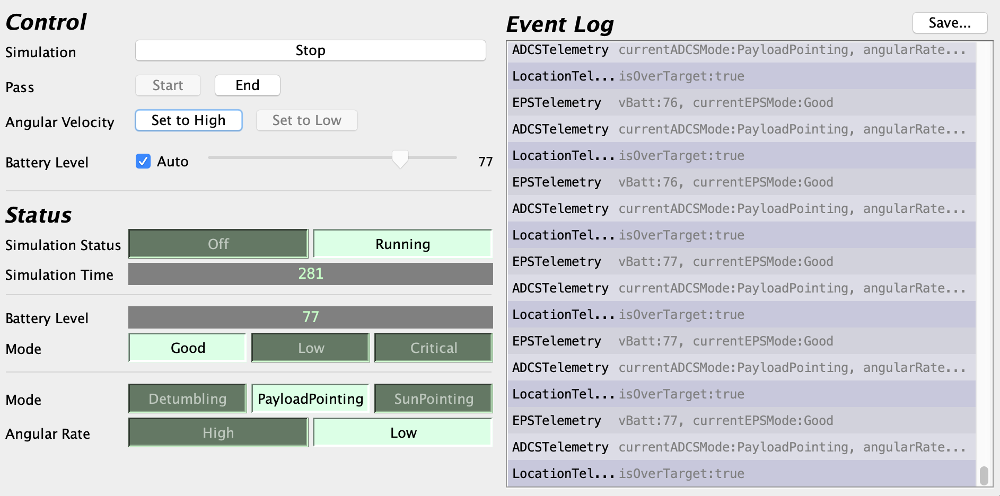 Control
Simulation Stop
Pass Start End
Angular Velocity Set to High Set to Low
Battery Level Auto 77
Status
Simulation Status Off Running
Simulation Time 281
Battery Level 77
Mode Good Low Critical
Mode Detumbling PayloadPointing SunPointing
Angular Rate High Low
Event Log Save...
ADCSTelemetry currentADCSMode:PayloadPointing, angularRate...
LocationTel... isOverTarget:true
EPSTelemetry vBatt:76, currentEPSMode:Good
ADCSTelemetry currentADCSMode:PayloadPointing, angularRate...
LocationTel... isOverTarget:true
EPSTelemetry vBatt:76, currentEPSMode:Good
ADCSTelemetry currentADCSMode:PayloadPointing, angularRate...
LocationTel... isOverTarget:true
EPSTelemetry vBatt:77, currentEPSMode:Good
ADCSTelemetry currentADCSMode:PayloadPointing, angularRate...
LocationTel... isOverTarget:true
EPSTelemetry vBatt:77, currentEPSMode:Good
ADCSTelemetry currentADCSMode:PayloadPointing, angularRate...
LocationTel... isOverTarget:true
EPSTelemetry vBatt:77, currentEPSMode:Good
ADCSTelemetry currentADCSMode:PayloadPointing, angularRate...
LocationTel... isOverTarget:true